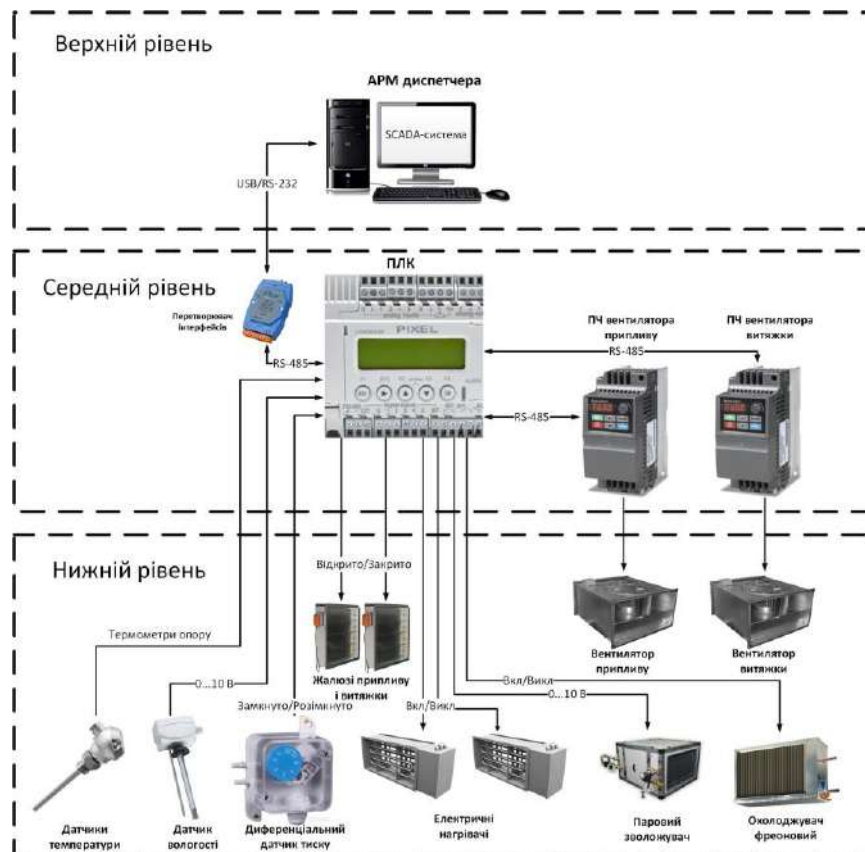 Верхній рівень
АРМ диспетчера
SCADA-система
USB/RS-232
Середній рівень
ПЛК
Перетворювач
інтерфейсів
PIXEL
ПЧ вентилятора
припливу
ПЧ вентилятора
витяжки
RS-485
RS-485
RS-485
Нижній рівень
Відкрито/Закрито
Термометри опору
Жалюзі припливу
і витяжки
Вентилятор
припливу
Вентилятор
витяжки
0...10 В
Замкнуто/Розімкнуто
Вкл/Викл
0...10 В
Вкл/Викл
Датчики
температури
Датчик
вологості
Диференціальний
датчик тиску
Електричні
нагрівачі
Паровий
зволожувач
Охолоджувач
фреоновий